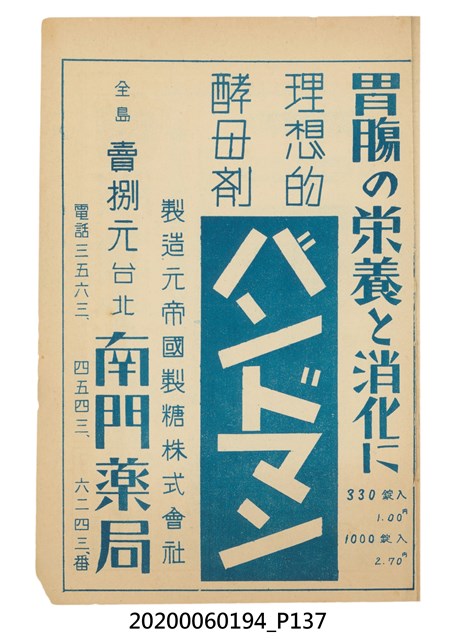 胃腸の栄養と消化に
330錠入
1.00円
1000錠入
2.70円
理想的
酵母剤
バンドマン
製造元帝國製糖株式會社
全島賣捌元台北南門薬局
電話三五六三、四五四三、六二四三番
20200060194_P137